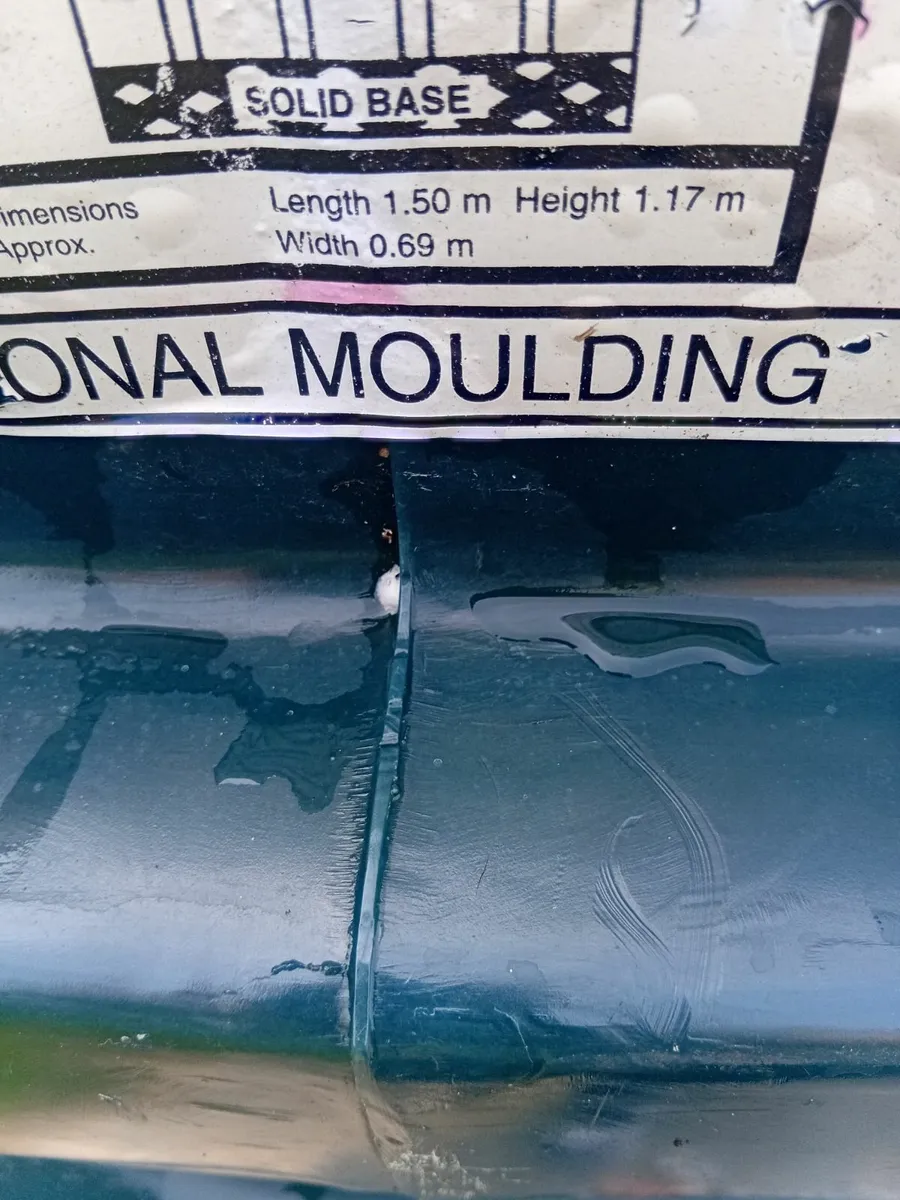 SOLID BASE
imensions
Approx.
Length 1.50 m Height 1.17 m
Width 0.69 m
ONAL MOULDING